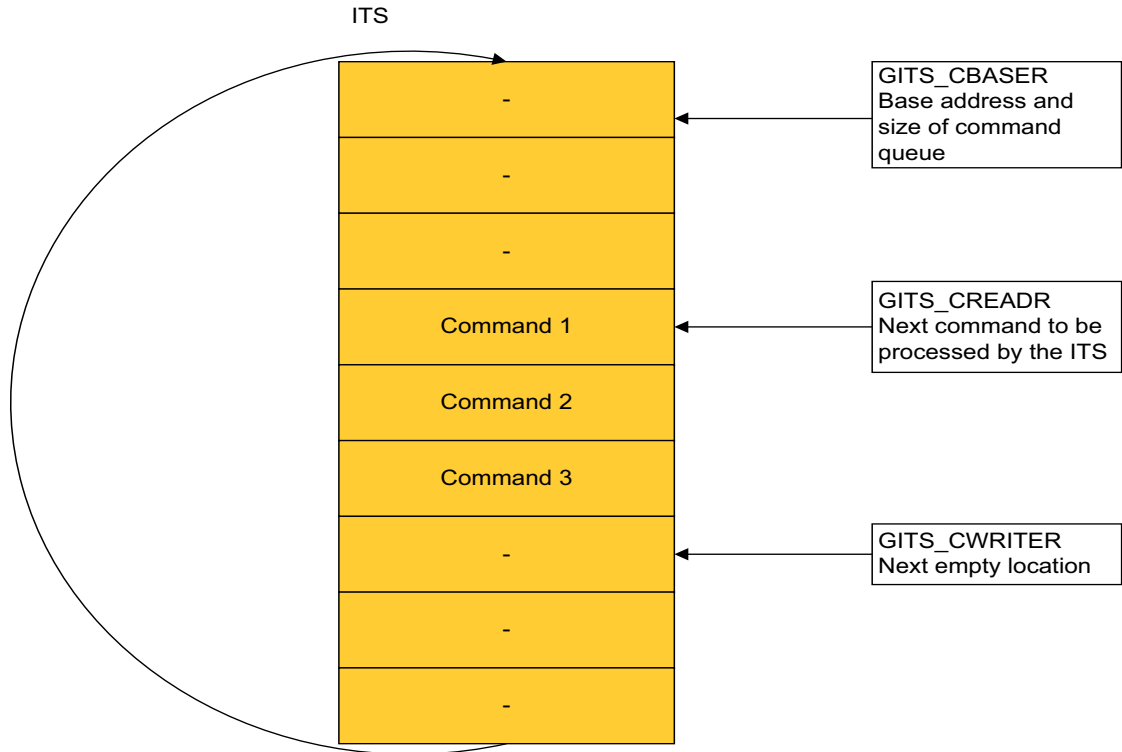 ITS
-
-
-
Command 1
Command 2
Command 3
-
-
-
GITS_CBASER
Base address and
size of command
queue
GITS_CREADR
Next command to be
processed by the ITS
GITS_CWRITER
Next empty location